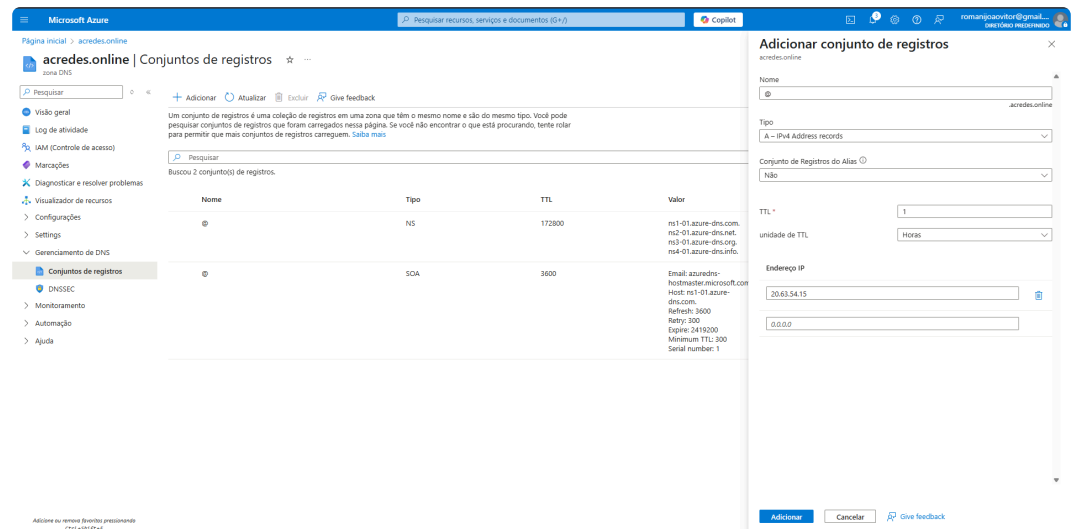 Microsoft Azure
Pesquisar recursos, serviços e documentos (G+/)
Copilot
3
romanijoaovitor@gmail....
DIRETÓRIO PREDEFINIDO
Página inicial > acredes.online
acredes.online | Conjuntos de registros
zona DNS
Pesquisar
Visão geral
Log de atividade
IAM (Controle de acesso)
Marcações
Diagnosticar e resolver problemas
Visualizador de recursos
Configurações
Settings
Gerenciamento de DNS
Conjuntos de registros
DNSSEC
Monitoramento
Automação
Ajuda
Adicione ou remova favoritos pressionando
Ctrl+Shift+F
Adicionar
Atualizar
Excluir
Give feedback
Um conjunto de registros é uma coleção de registros em uma zona que têm o mesmo nome e são do mesmo tipo. Você pode
pesquisar conjuntos de registros que foram carregados nessa página. Se você não encontrar o que está procurando, tente rolar
para permitir que mais conjuntos de registros carreguem. Saiba mais
Pesquisar
Buscou 2 conjunto(s) de registros.
Nome Tipo TTL Valor
@ NS 172800 ns1-01.azure-dns.com.
ns2-01.azure-dns.net.
ns3-01.azure-dns.org.
ns4-01.azure-dns.info.
@ SOA 3600 Email: azuredns-
hostmaster.microsoft.com
Host: ns1-01.azure-
dns.com.
Refresh: 3600
Retry: 300
Expire: 2419200
Minimum TTL: 300
Serial number: 1
Adicionar conjunto de registros
acredes.online
Nome
@
.acredes.online
Tipo
A – IPv4 Address records
Conjunto de Registros do Alias
Não
TTL * 1
unidade de TTL Horas
Endereço IP
20.63.54.15
0.0.0.0
Adicionar
Cancelar
Give feedback